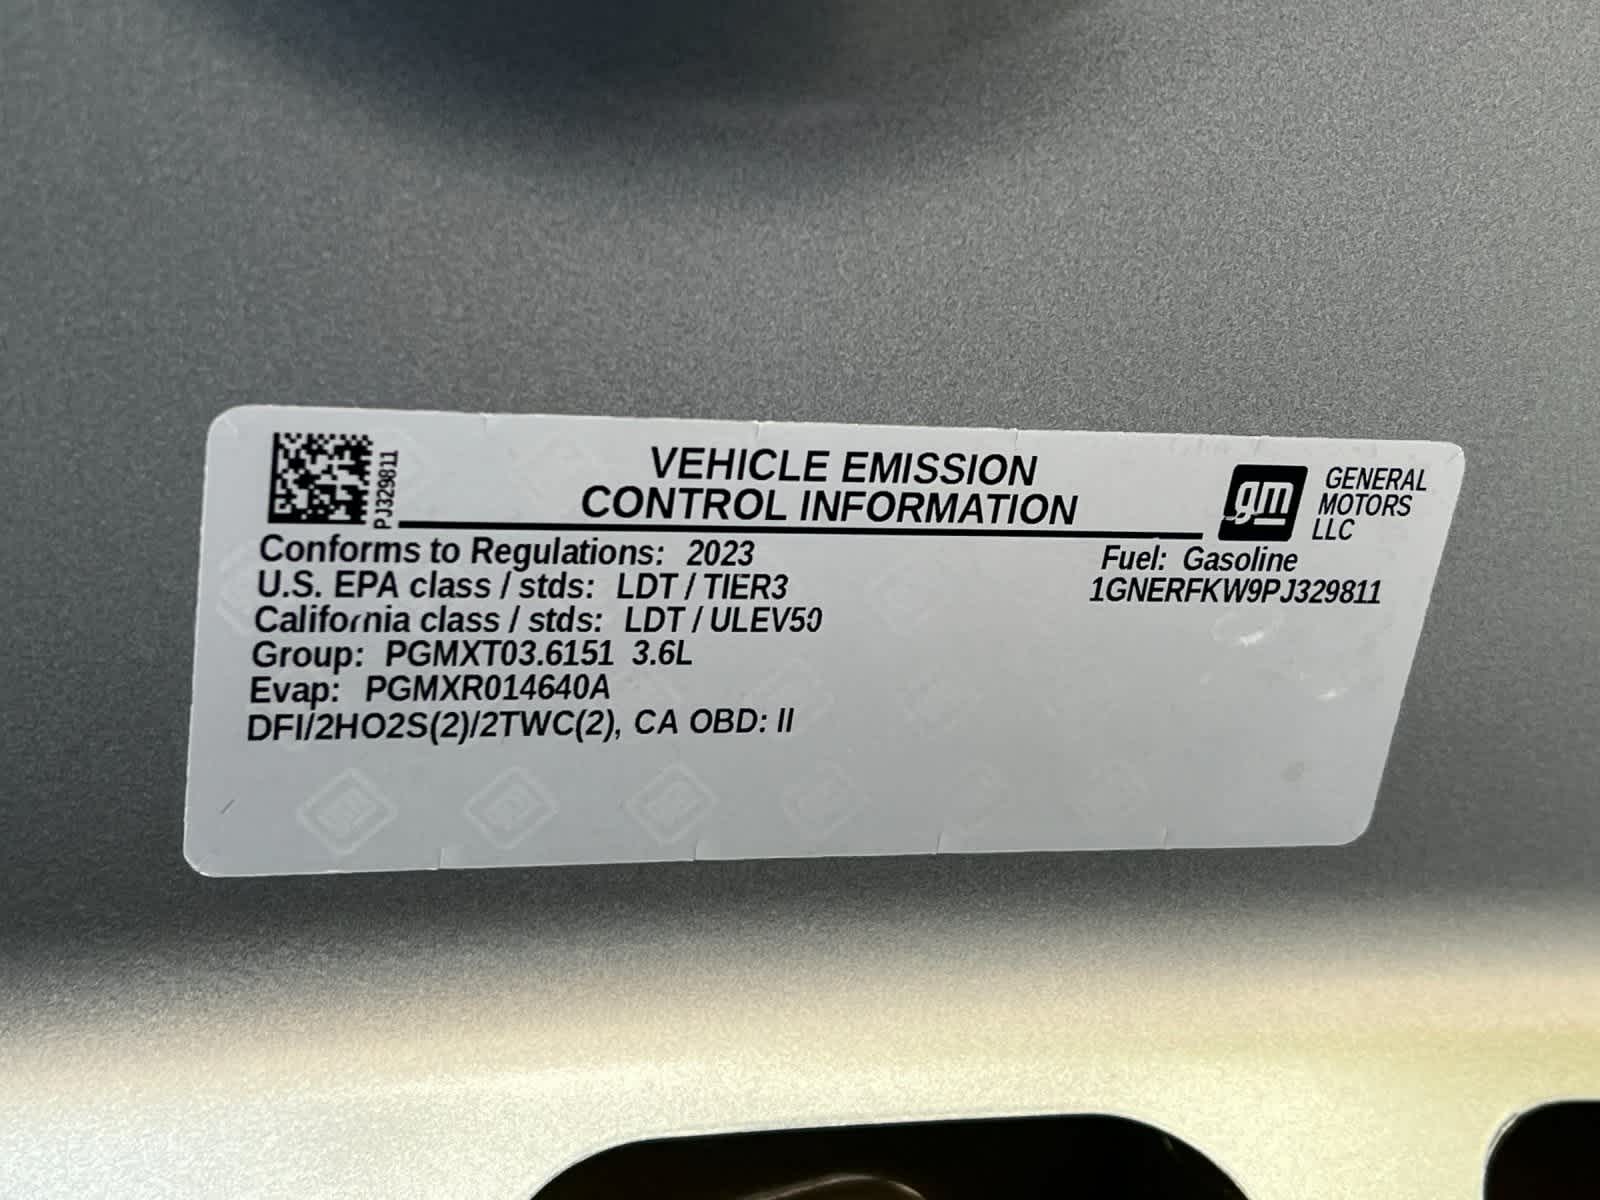 PJ329811
VEHICLE EMISSION
CONTROL INFORMATION
gm
GENERAL
MOTORS
LLC
Conforms to Regulations: 2023
U.S. EPA class / stds: LDT / TIER3
California class / stds: LDT / ULEV50
Group: PGMXT03.6151 3.6L
Evap: PGMXR014640A
DFI/2HO2S(2)/2TWC(2), CA OBD: II
Fuel: Gasoline
1GNERFKW9PJ329811